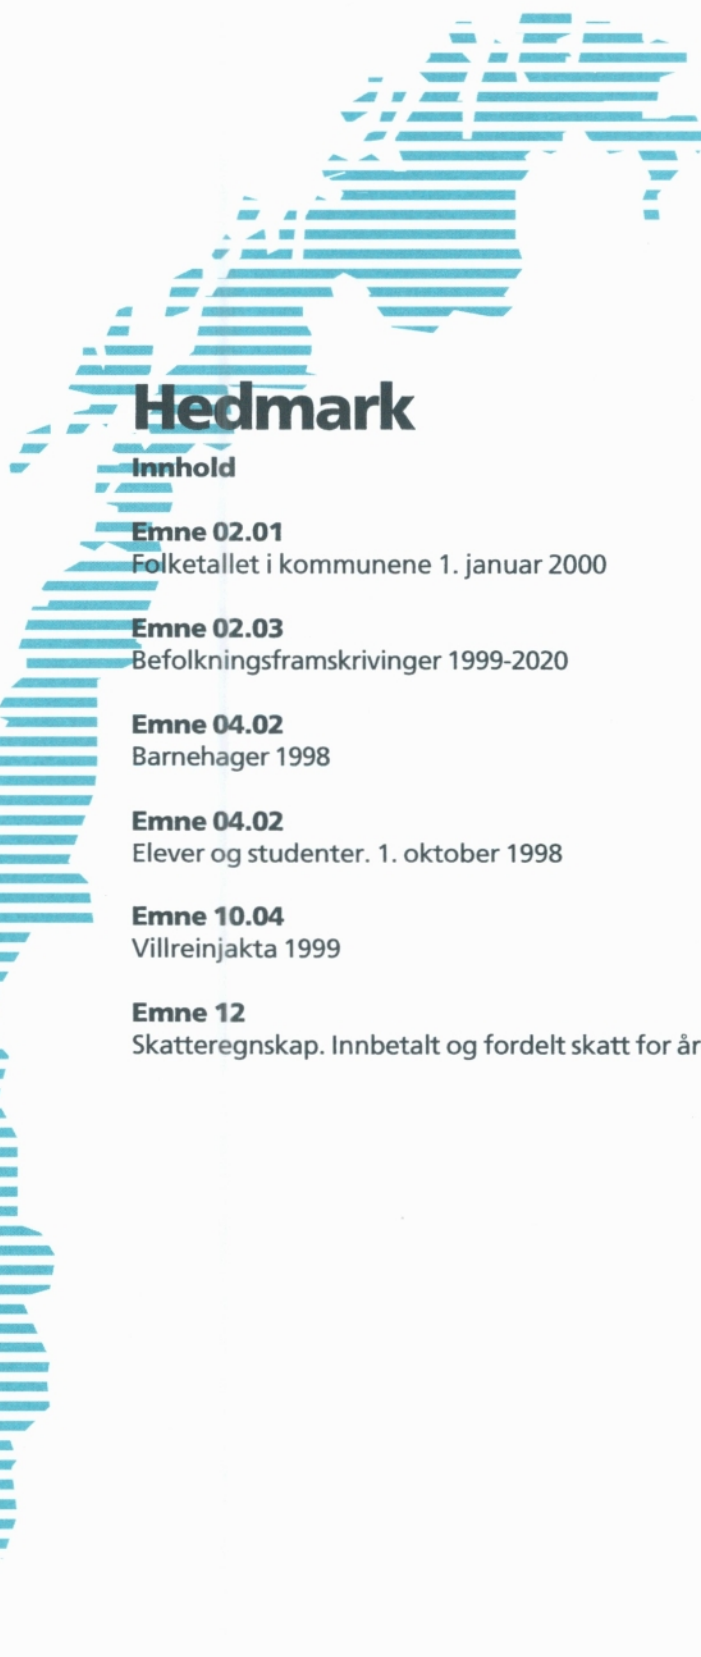 Hedmark
Innhold
Emne 02.01
Folketallet i kommunene 1. januar 2000
Emne 02.03
Befolkningsframskrivinger 1999-2020
Emne 04.02
Barnehager 1998
Emne 04.02
Elever og studenter. 1. oktober 1998
Emne 10.04
Villreinjakta 1999
Emne 12
Skatteregnskap. Innbetalt og fordelt skatt for år